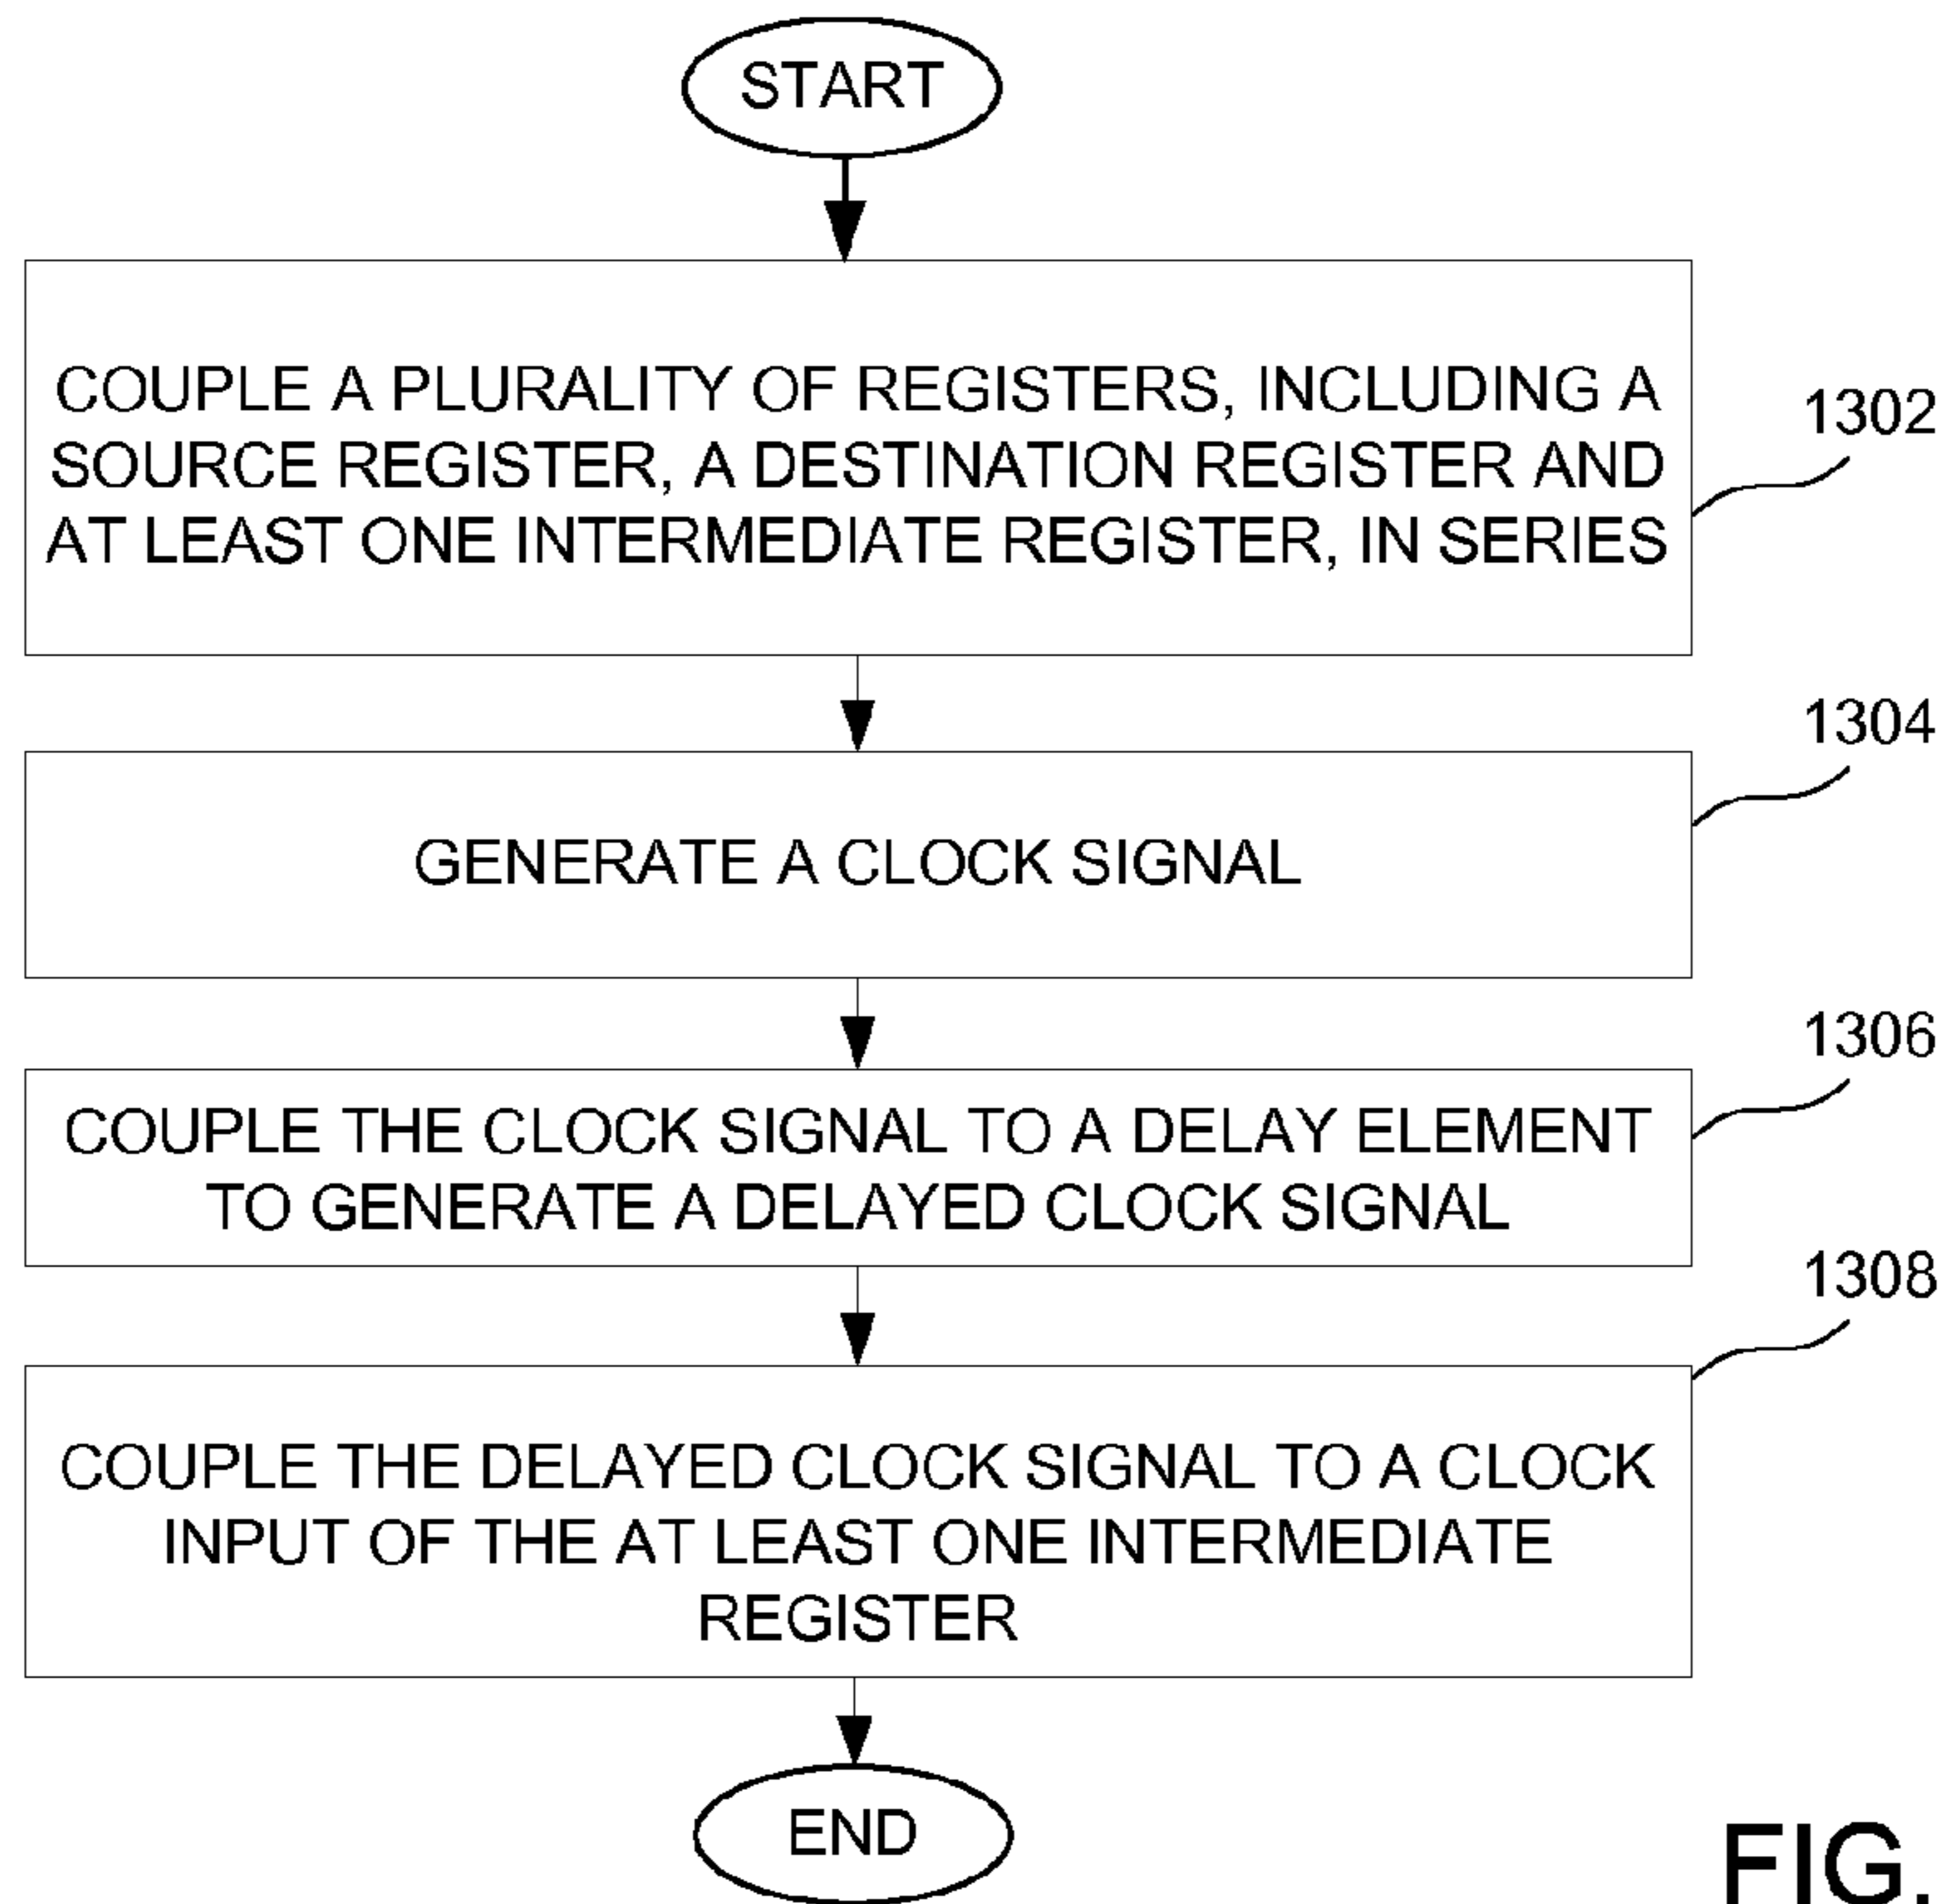 START
COUPLE A PLURALITY OF REGISTERS, INCLUDING A
SOURCE REGISTER, A DESTINATION REGISTER AND
AT LEAST ONE INTERMEDIATE REGISTER, IN SERIES
1302
1304
GENERATE A CLOCK SIGNAL
1306
COUPLE THE CLOCK SIGNAL TO A DELAY ELEMENT
TO GENERATE A DELAYED CLOCK SIGNAL
1308
COUPLE THE DELAYED CLOCK SIGNAL TO A CLOCK
INPUT OF THE AT LEAST ONE INTERMEDIATE
REGISTER
END
FIG.